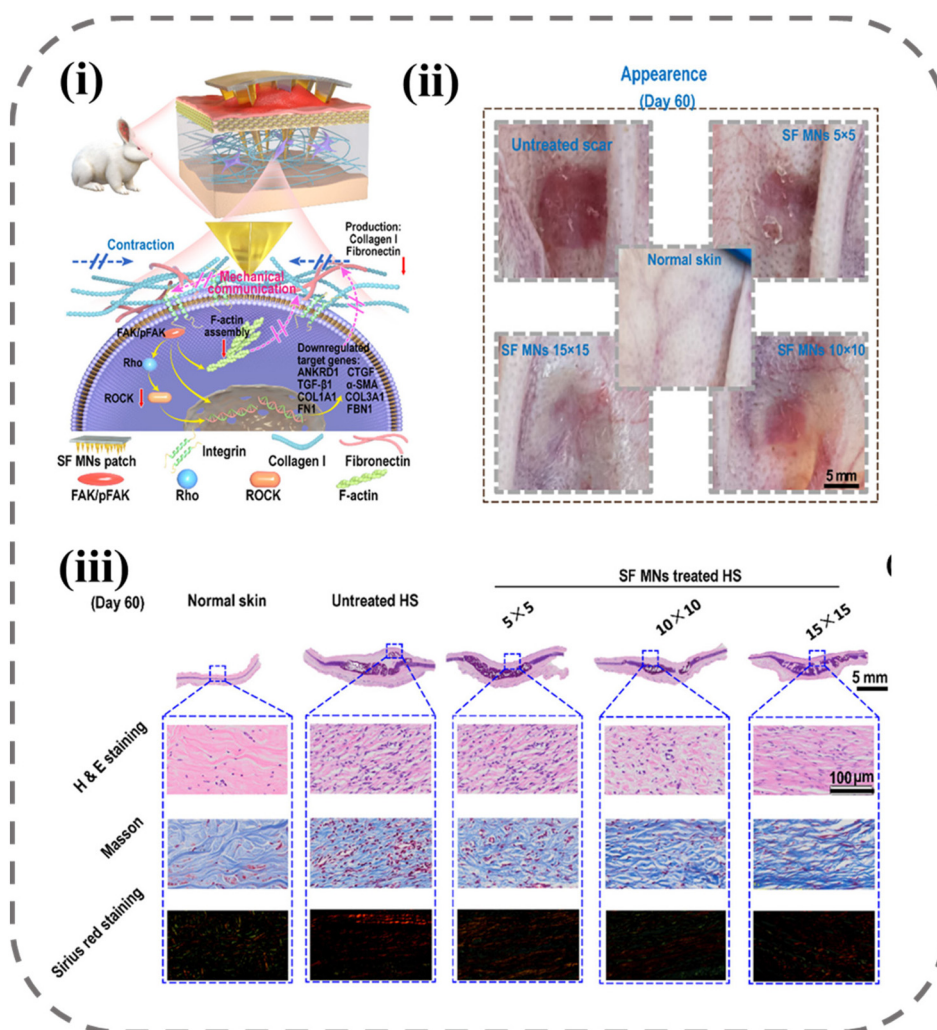 (i)
Production:
Collagen I
Fibronectin
Contraction
Mechanical
communication
FAK/pFAK
F-actin
assembly
Rho
ROCK
Downregulated
target genes:
ANKRD1 CTGF
TGF-β1 α-SMA
COL1A1 COL3A1
FN1 FBN1
SF MNs patch
Integrin
Collagen I
Fibronectin
FAK/pFAK
Rho
ROCK
F-actin
(ii)
Appearence
(Day 60)
Untreated scar
SF MNs 5×5
Normal skin
SF MNs 15×15
SF MNs 10×10
5 mm
(iii)
(Day 60)
Normal skin
Untreated HS
SF MNs treated HS
5×5
10×10
15×15
5 mm
H & E staining
100 μm
Masson
Sirius red staining